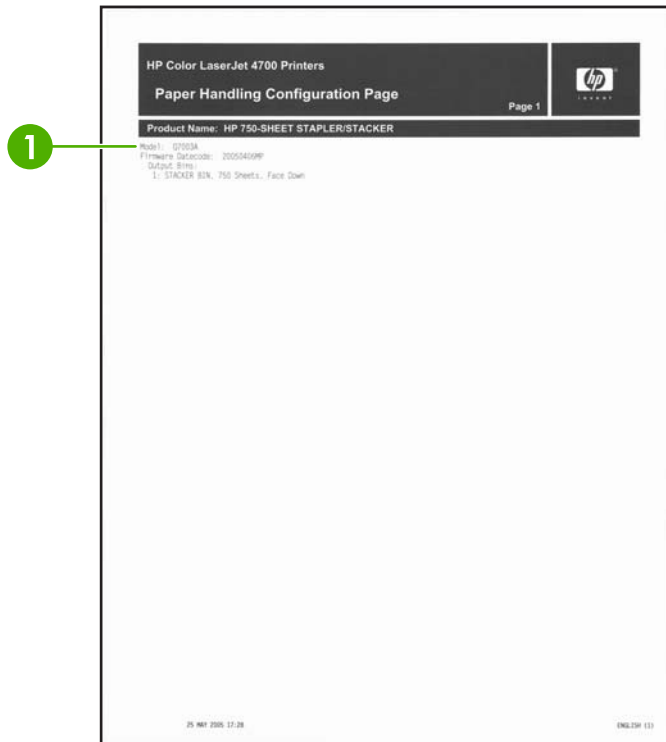 HP Color LaserJet 4700 Printers
Paper Handling Configuration Page
Page 1
hp
invent
Product Name: HP 750-SHEET STAPLER/STACKER
1
Model: Q7003A
Firmware Datecode: 20050406MP
Output Bins:
1: STACKER BIN, 750 Sheets, Face Down
25 MAY 2005 17:28
ENGLISH (1)